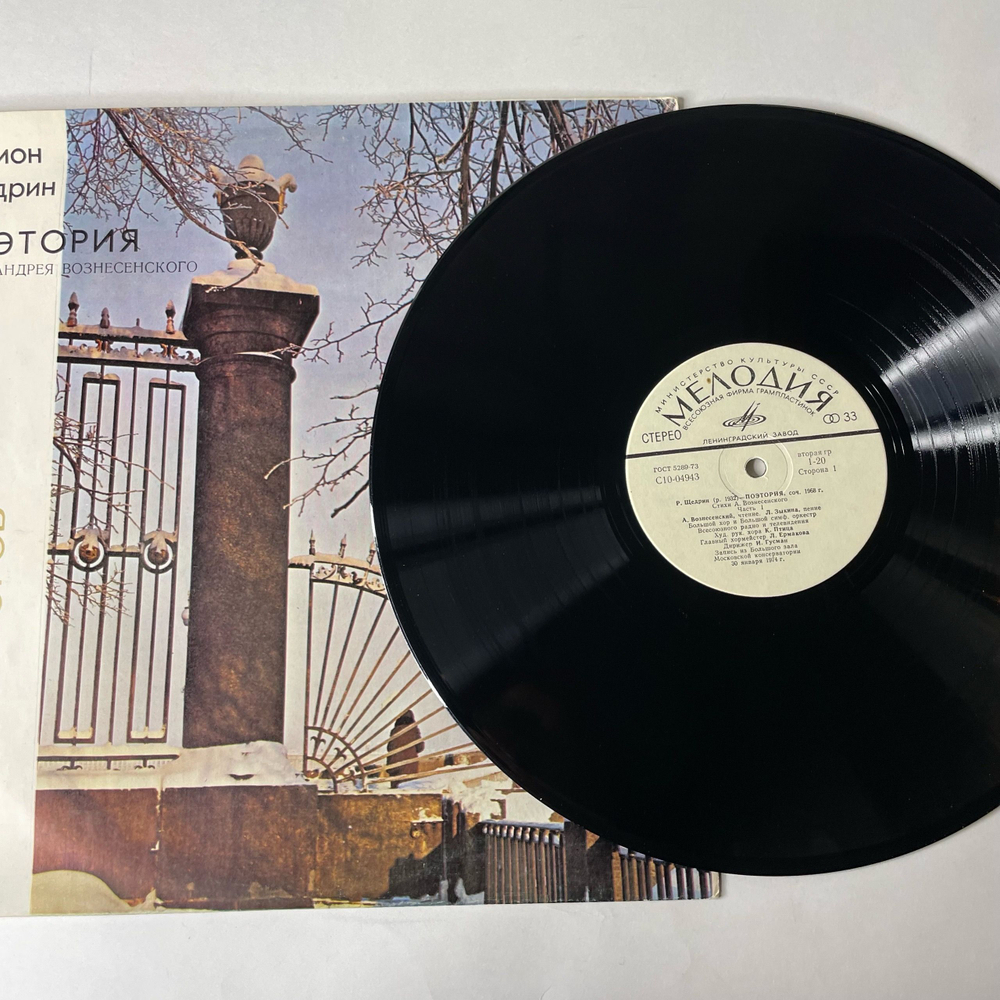 мион
дрин
ЭТОРИЯ
АНДРЕЯ ВОЗНЕСЕНСКОГО
МИНИСТЕРСТВО КУЛЬТУРЫ СССР
МЕЛОДИЯ
ВСЕСОЮЗНАЯ ФИРМА ГРАМПЛАСТИНОК
СТЕРЕО
33
ЛЕНИНГРАДСКИЙ ЗАВОД
ГОСТ 5289-73
С10-04943
вторая гр
1-20
Сторона 1
Р. Щедрин (р. 1932)—ПОЭТОРИЯ, соч. 1968 г.
Стихи А. Вознесенского
Часть I
А. Вознесенский, чтение. Л. Зыкина, пение
Большой хор и Большой симф. оркестр
Всесоюзного радио и телевидения
Худ. рук. хора К. Птица
Главный хормейстер Л. Ермакова
Дирижер И. Гусман
Запись из Большого зала
Московской консерватории
30 января 1974 г.